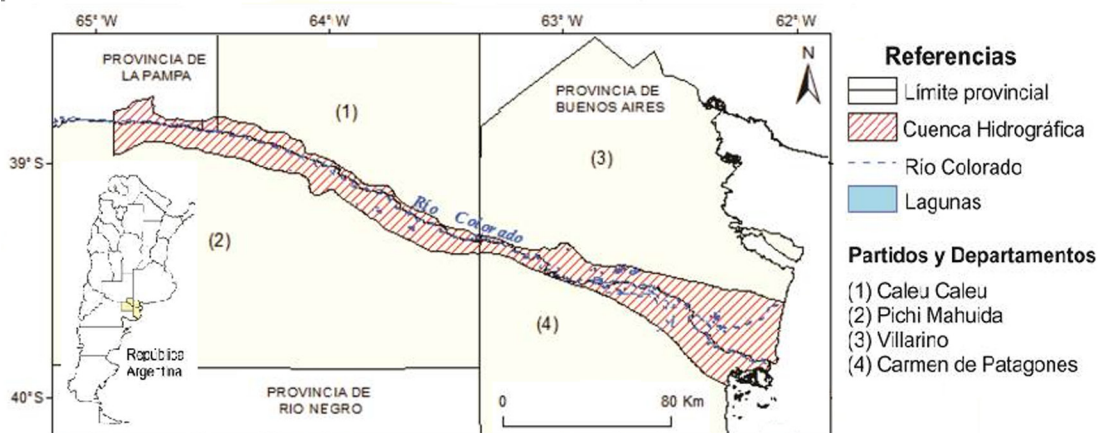 65° W
64° W
63° W
62° W
39° S
40° S
PROVINCIA DE
LA PAMPA
(1)
PROVINCIA DE
BUENOS AIRES
N
(3)
Río Colorado
(2)
(4)
República
Argentina
PROVINCIA DE
RIO NEGRO
0
80 Km
Referencias
Límite provincial
Cuenca Hidrográfica
Río Colorado
Lagunas
Partidos y Departamentos
(1) Caleu Caleu
(2) Pichi Mahuida
(3) Villarino
(4) Carmen de Patagones